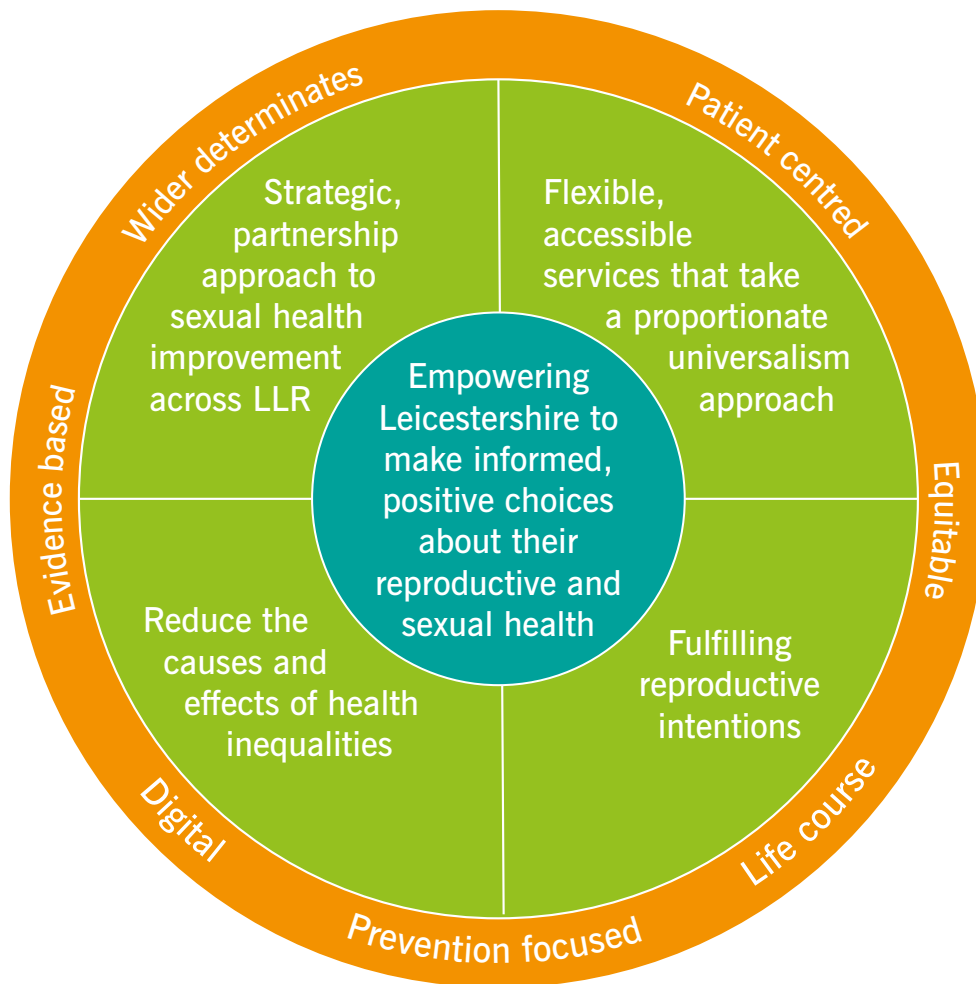 Wider determinates
Patient centred
Strategic,
partnership
approach to
sexual health
improvement
across LLR
Flexible,
accessible
services that take
a proportionate
universalism
approach
Empowering
Leicestershire to
make informed,
positive choices
about their
reproductive and
sexual health
Evidence based
Equitable
Reduce the
causes and
effects of health
inequalities
Fulfilling
reproductive
intentions
Digital
Life course
Prevention focused